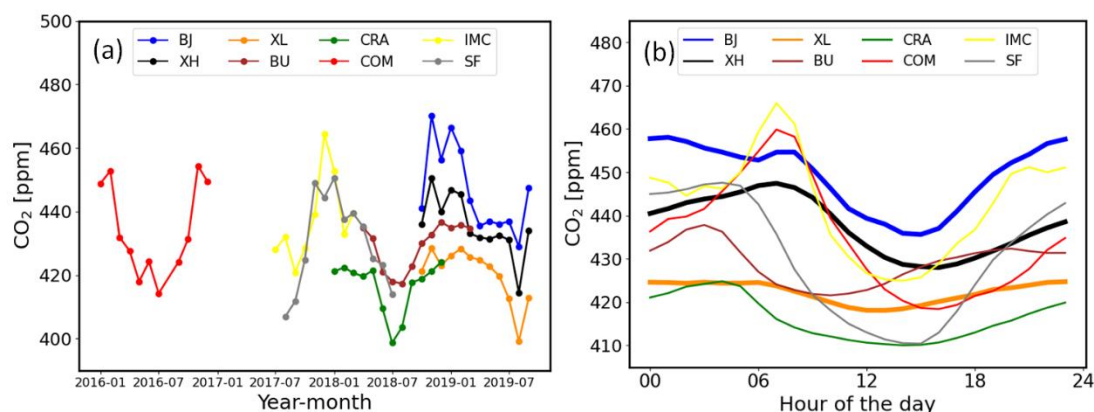 (a)
BJ XL CRA IMC
XH BU COM SF
500
480
460
440
420
400
CO₂ [ppm]
2016-01 2016-07 2017-01 2017-07 2018-01 2018-07 2019-01 2019-07
Year-month
(b)
BJ XL CRA IMC
XH BU COM SF
480
470
460
450
440
430
420
410
CO₂ [ppm]
00 06 12 18 24
Hour of the day